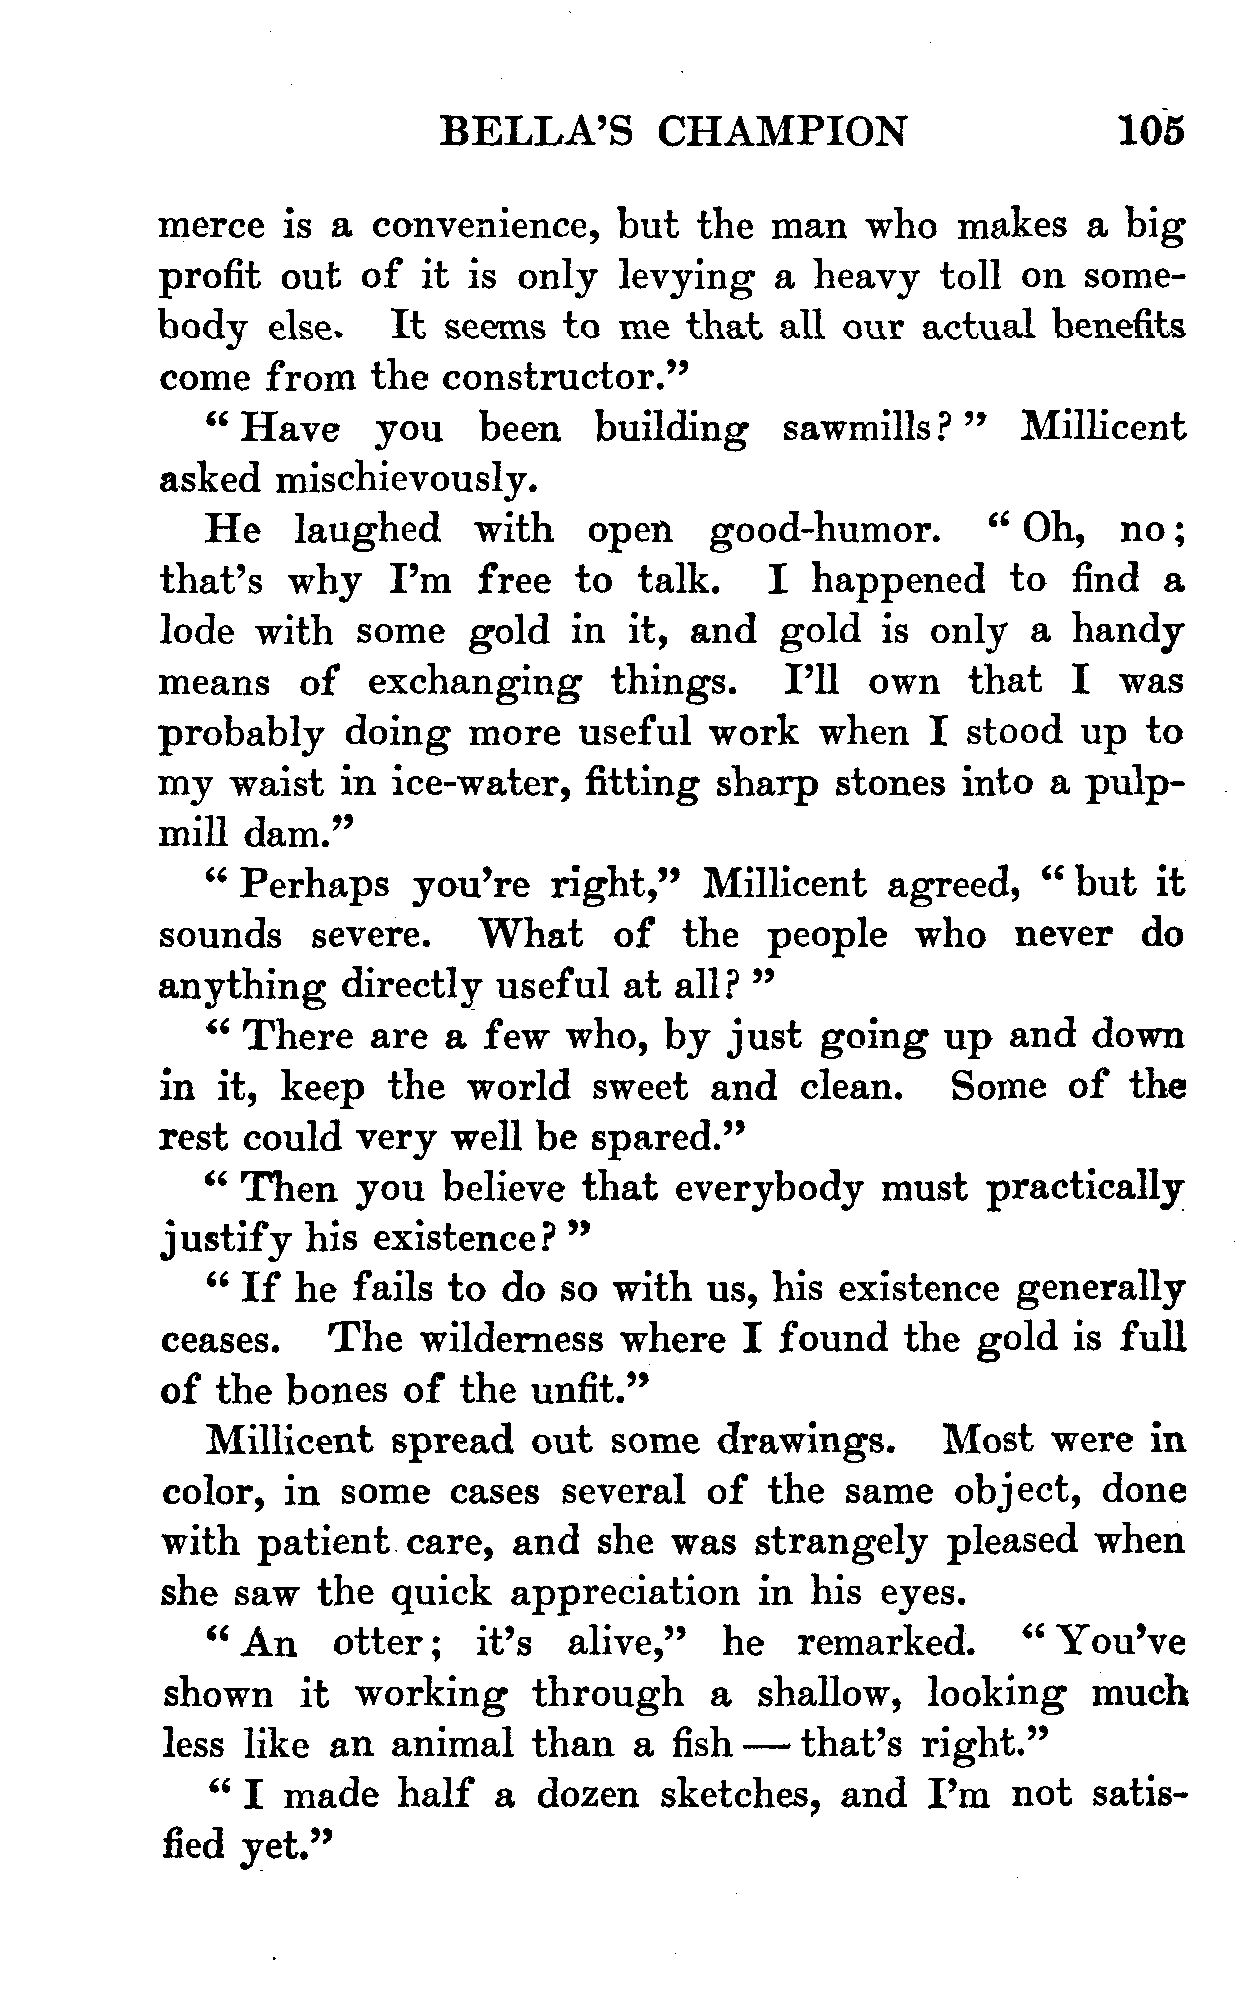 BELLA'S CHAMPION 105
merce is a convenience, but the man who makes a big
profit out of it is only levying a heavy toll on some-
body else. It seems to me that all our actual benefits
come from the constructor."
" Have you been building sawmills? " Millicent
asked mischievously.
He laughed with open good-humor. " Oh, no;
that's why I'm free to talk. I happened to find a
lode with some gold in it, and gold is only a handy
means of exchanging things. I'll own that I was
probably doing more useful work when I stood up to
my waist in ice-water, fitting sharp stones into a pulp-
mill dam."
" Perhaps you're right," Millicent agreed, " but it
sounds severe. What of the people who never do
anything directly useful at all? "
" There are a few who, by just going up and down
in it, keep the world sweet and clean. Some of the
rest could very well be spared."
" Then you believe that everybody must practically
justify his existence? "
" If he fails to do so with us, his existence generally
ceases. The wilderness where I found the gold is full
of the bones of the unfit."
Millicent spread out some drawings. Most were in
color, in some cases several of the same object, done
with patient care, and she was strangely pleased when
she saw the quick appreciation in his eyes.
" An otter; it's alive," he remarked. " You've
shown it working through a shallow, looking much
less like an animal than a fish — that's right."
" I made half a dozen sketches, and I'm not satis-
fied yet."